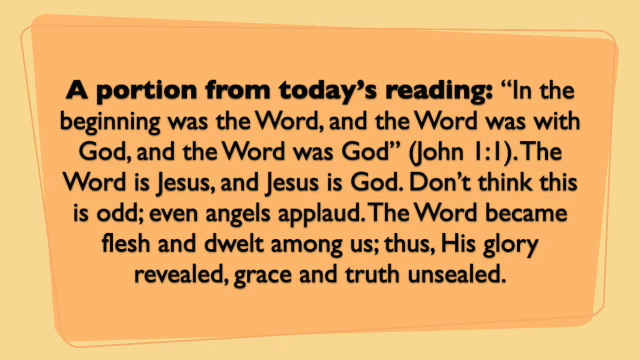 A portion from today’s reading: “In the
beginning was the Word, and the Word was with
God, and the Word was God” (John 1:1). The
Word is Jesus, and Jesus is God. Don’t think this
is odd; even angels applaud. The Word became
flesh and dwelt among us; thus, His glory
revealed, grace and truth unsealed.